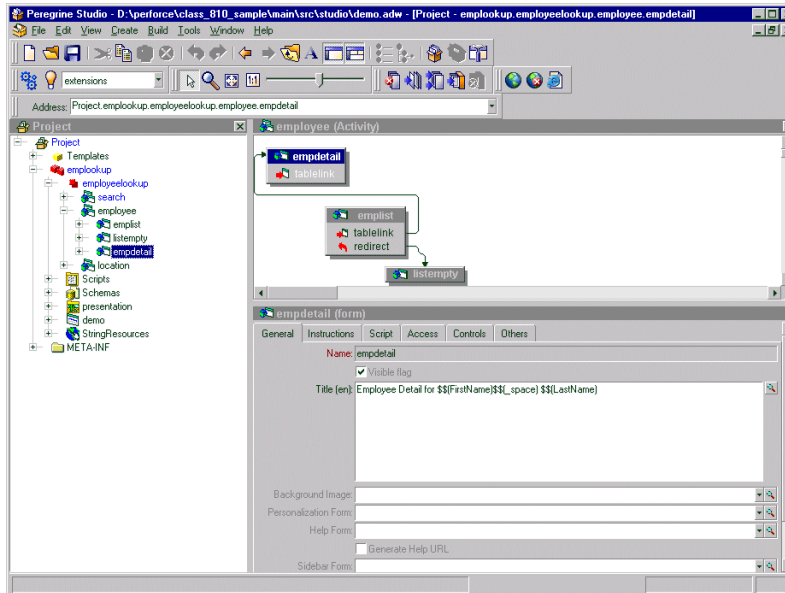 Peregrine Studio - D:\perforce\class_810_sample\main\src\studio\demo.adw - [Project - emplookup.employeelookup.employee.empdetail]
File Edit View Create Build Tools Window Help
extensions
Address: Project.emplookup.employeelookup.employee.empdetail
Project
employee (Activity)
Project
Templates
emplookup
employeelookup
search
employee
emplist
listempty
empdetail
location
Scripts
Schemas
presentation
demo
StringResources
META-INF
empdetail
tablelink
emplist
tablelink
redirect
listempty
empdetail (form)
General Instructions Script Access Controls Others
Name: empdetail
Visible flag
Title (en): Employee Detail for $$(FirstName)$$(_space) $$(LastName)
Background Image:
Personalization Form:
Help Form:
Generate Help URL
Sidebar Form: